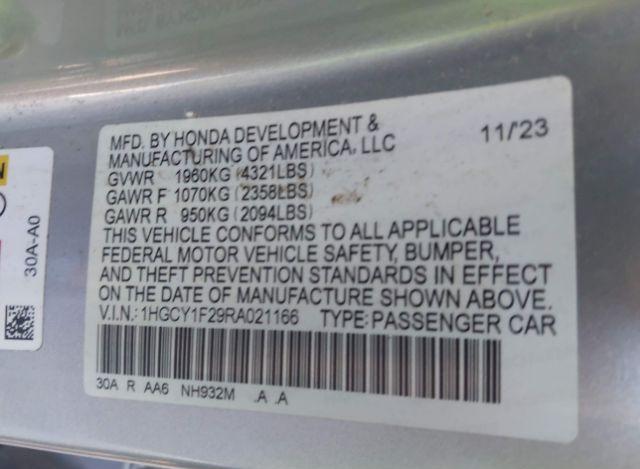 MFD. BY HONDA DEVELOPMENT &
MANUFACTURING OF AMERICA, LLC 11/23
GVWR 1960KG (4321LBS)
GAWR F 1070KG (2358LBS)
GAWR R 950KG (2094LBS)
THIS VEHICLE CONFORMS TO ALL APPLICABLE
FEDERAL MOTOR VEHICLE SAFETY, BUMPER,
AND THEFT PREVENTION STANDARDS IN EFFECT
ON THE DATE OF MANUFACTURE SHOWN ABOVE.
V.I.N.: 1HGCY1F29RA021166 TYPE: PASSENGER CAR
30A R AA6 NH932M .A .A
30A-A0